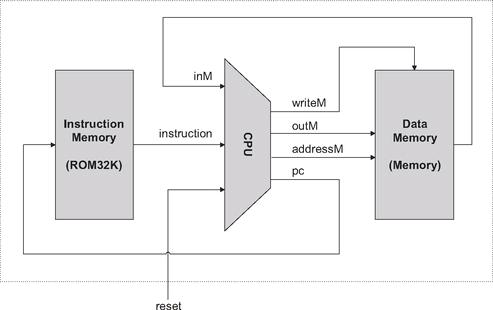 inM
writeM
Instruction
Memory
(ROM32K)
instruction
CPU
outM
addressM
pc
Data
Memory
(Memory)
reset